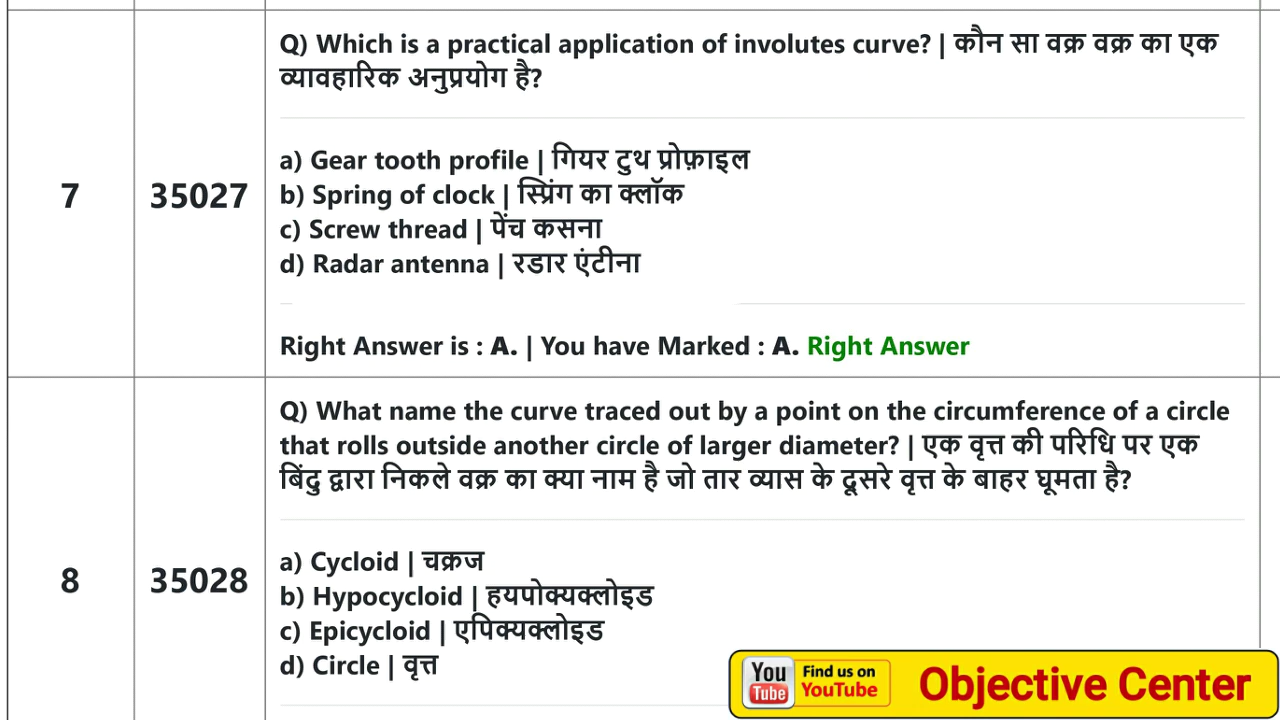 Q) Which is a practical application of involutes curve? | कौन सा वक्र वक्र का एक
व्यावहारिक अनुप्रयोग है?
a) Gear tooth profile | गियर टुथ प्रोफ़ाइल
7
35027
b) Spring of clock | स्प्रिंग का क्लॉक
c) Screw thread | पेंच कसना
d) Radar antenna | रडार एंटीना
Right Answer is : A. | You have Marked : A. Right Answer
Q) What name the curve traced out by a point on the circumference of a circle
that rolls outside another circle of larger diameter? | एक वृत्त की परिधि पर एक
बिंदु द्वारा निकले वक्र का क्या नाम है जो तार व्यास के दूसरे वृत्त के बाहर घूमता है?
a) Cycloid | चक्रज
8
35028
b) Hypocycloid | हयपोक्यक्लोइड
c) Epicycloid | एपिक्यक्लोइड
d) Circle | वृत्त
You
Tube
Find us on
YouTube
Objective Center